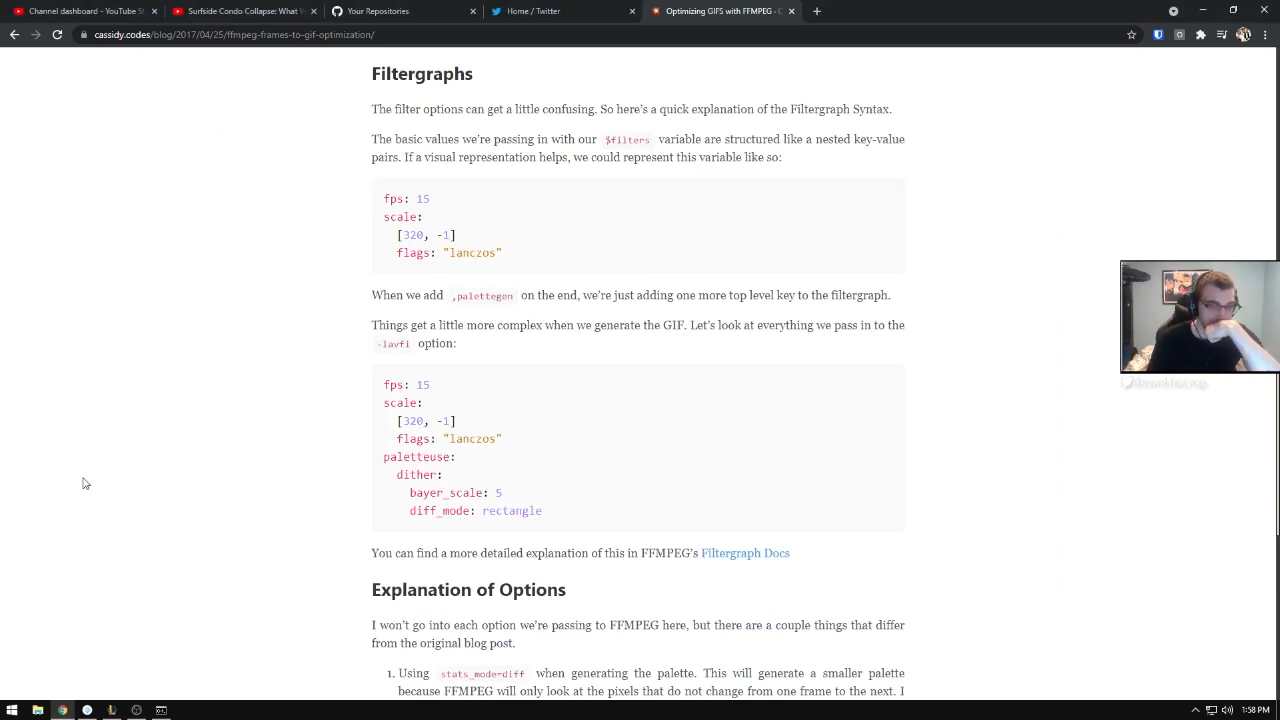 Channel dashboard - YouTube St
Surfside Condo Collapse: What V
Your Repositories
Home / Twitter
Optimizing GIFS with FFMPEG - C
cassidy.codes/blog/2017/04/25/ffmpeg-frames-to-gif-optimization/
Filtergraphs
The filter options can get a little confusing. So here's a quick explanation of the Filtergraph Syntax.
The basic values we're passing in with our $filters variable are structured like a nested key-value
pairs. If a visual representation helps, we could represent this variable like so:
fps: 15
scale:
[320, -1]
flags: "lanczos"
When we add ,palettegen on the end, we're just adding one more top level key to the filtergraph.
Things get a little more complex when we generate the GIF. Let's look at everything we pass in to the
-lavfi option:
fps: 15
scale:
[320, -1]
flags: "lanczos"
paletteuse:
dither:
bayer_scale: 5
diff_mode: rectangle
You can find a more detailed explanation of this in FFMPEG's Filtergraph Docs
Explanation of Options
I won't go into each option we're passing to FFMPEG here, but there are a couple things that differ
from the original blog post.
1. Using stats_mode=diff when generating the palette. This will generate a smaller palette
because FFMPEG will only look at the pixels that do not change from one frame to the next. I
1:58 PM